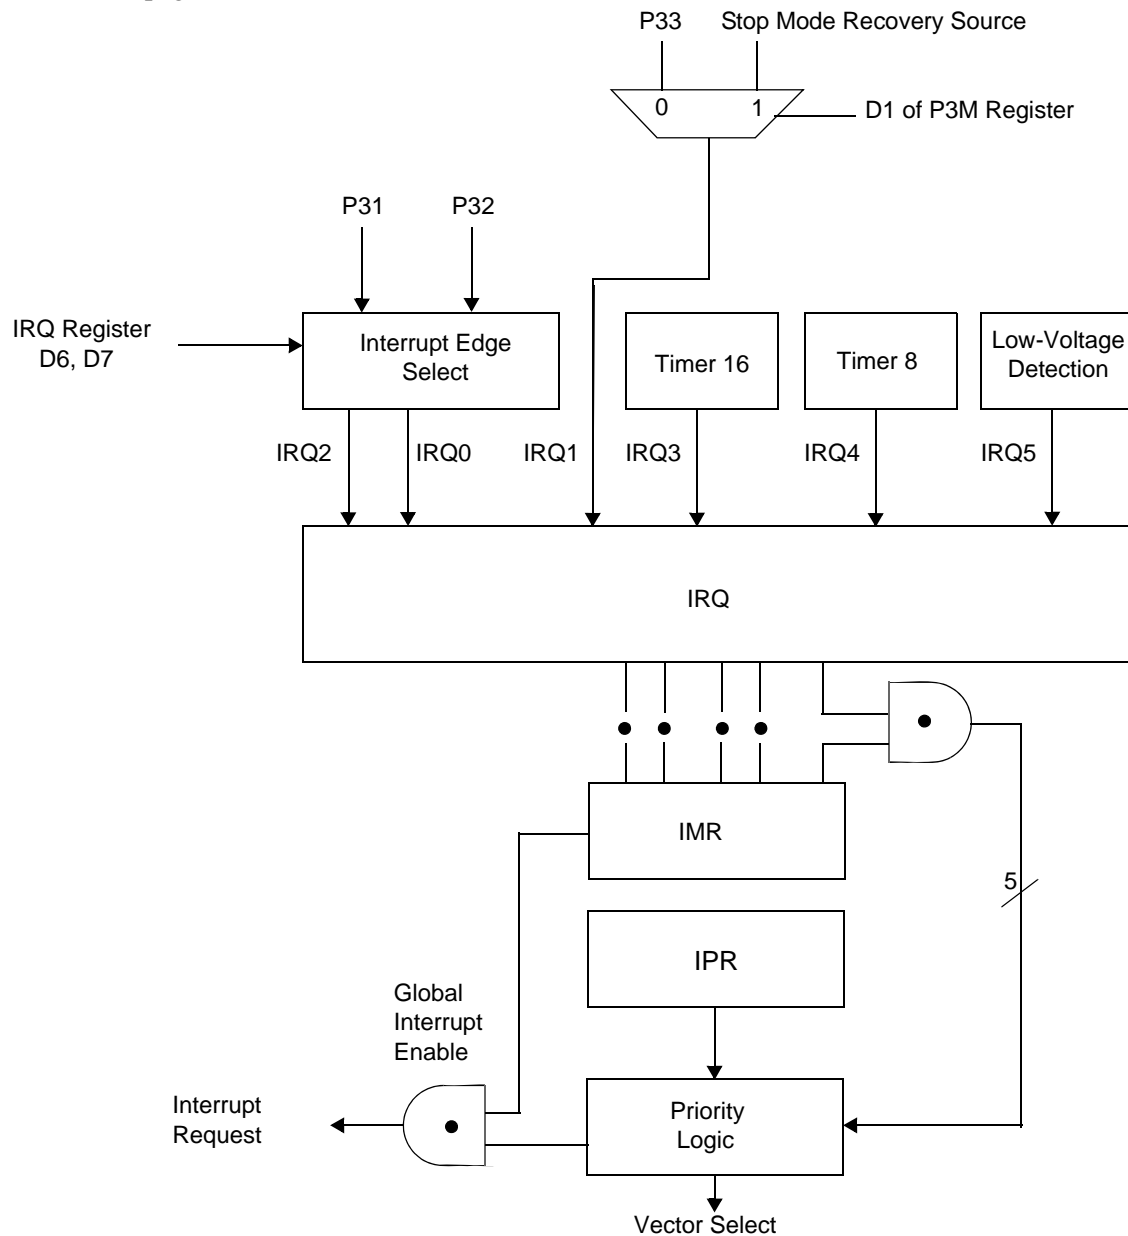 P33
Stop Mode Recovery Source
0
1
D1 of P3M Register
P31
P32
IRQ Register
D6, D7
Interrupt Edge
Select
Timer 16
Timer 8
Low-Voltage
Detection
IRQ2
IRQ0
IRQ1
IRQ3
IRQ4
IRQ5
IRQ
IMR
5
IPR
Global
Interrupt
Enable
Interrupt
Request
Priority
Logic
Vector Select